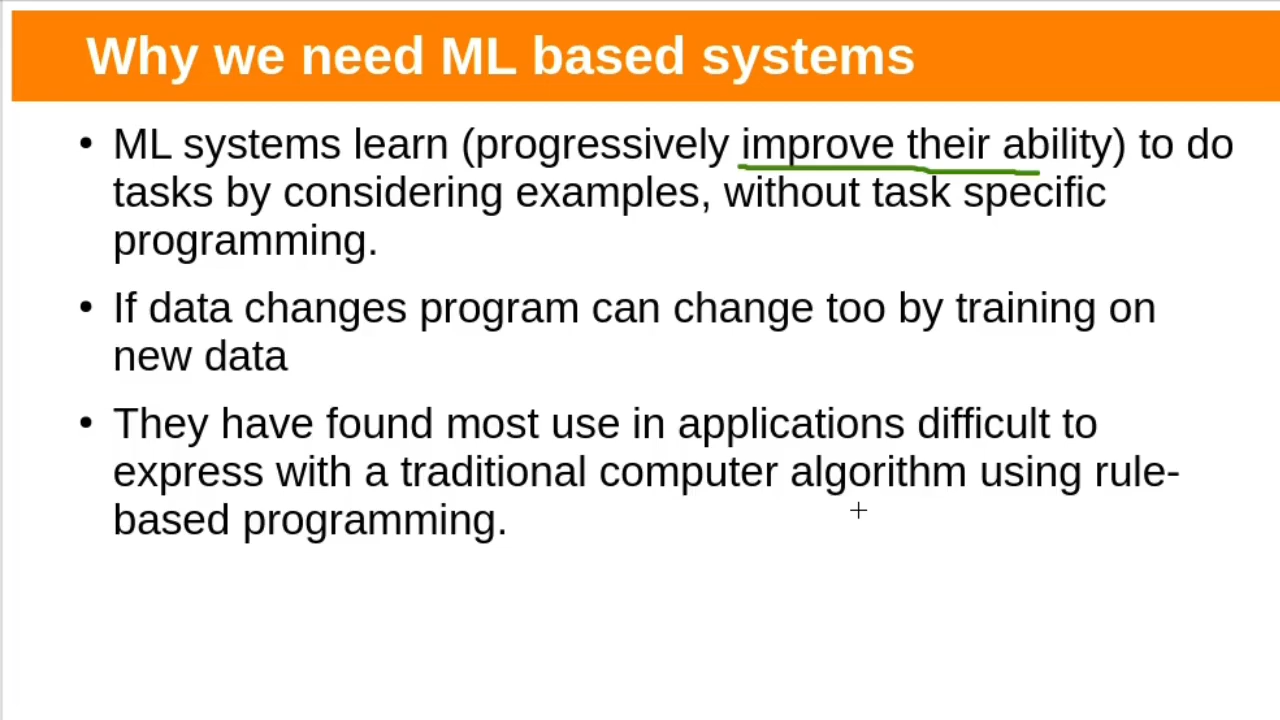 Why we need ML based systems
• ML systems learn (progressively improve their ability) to do
tasks by considering examples, without task specific
programming.
• If data changes program can change too by training on
new data
• They have found most use in applications difficult to
express with a traditional computer algorithm using rule-
based programming.